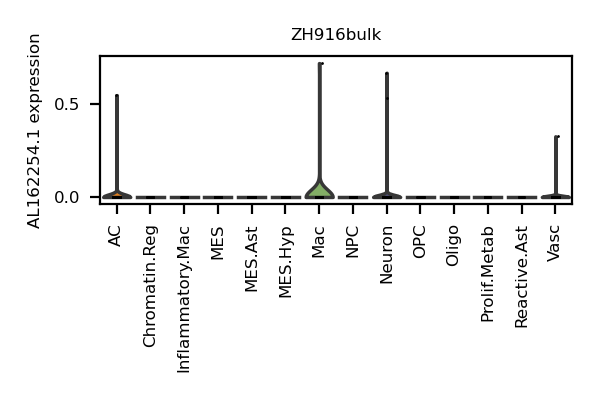 ZH916bulk
AL162254.1 expression
0.5
0.0
AC
Chromatin.Reg
Inflammatory.Mac
MES
MES.Ast
MES.Hyp
Mac
NPC
Neuron
OPC
Oligo
Prolif.Metab
Reactive.Ast
Vasc